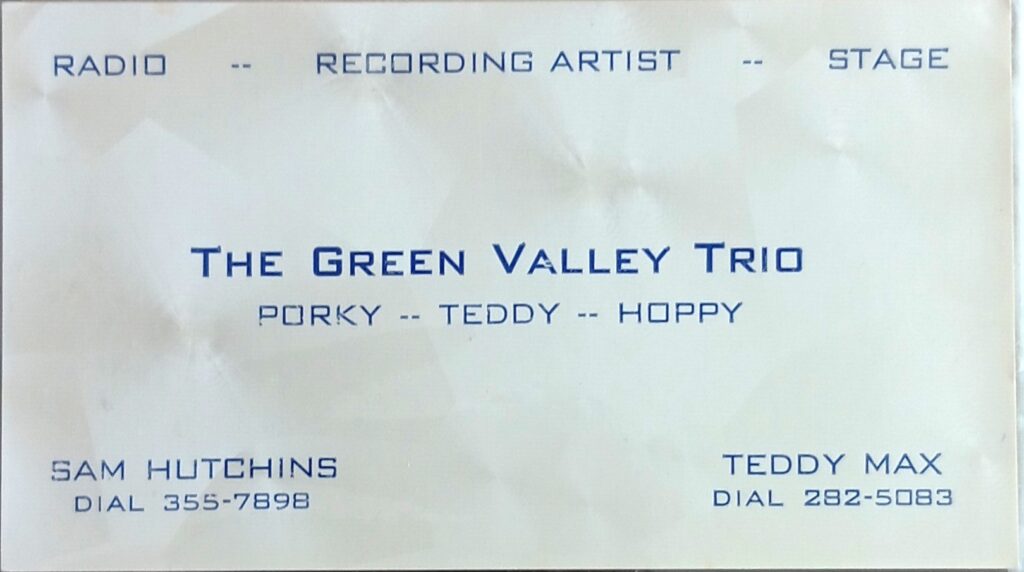 RADIO -- RECORDING ARTIST -- STAGE
THE GREEN VALLEY TRIO
PORKY -- TEDDY -- HOPPY
SAM HUTCHINS
DIAL 355-7898
TEDDY MAX
DIAL 282-5083